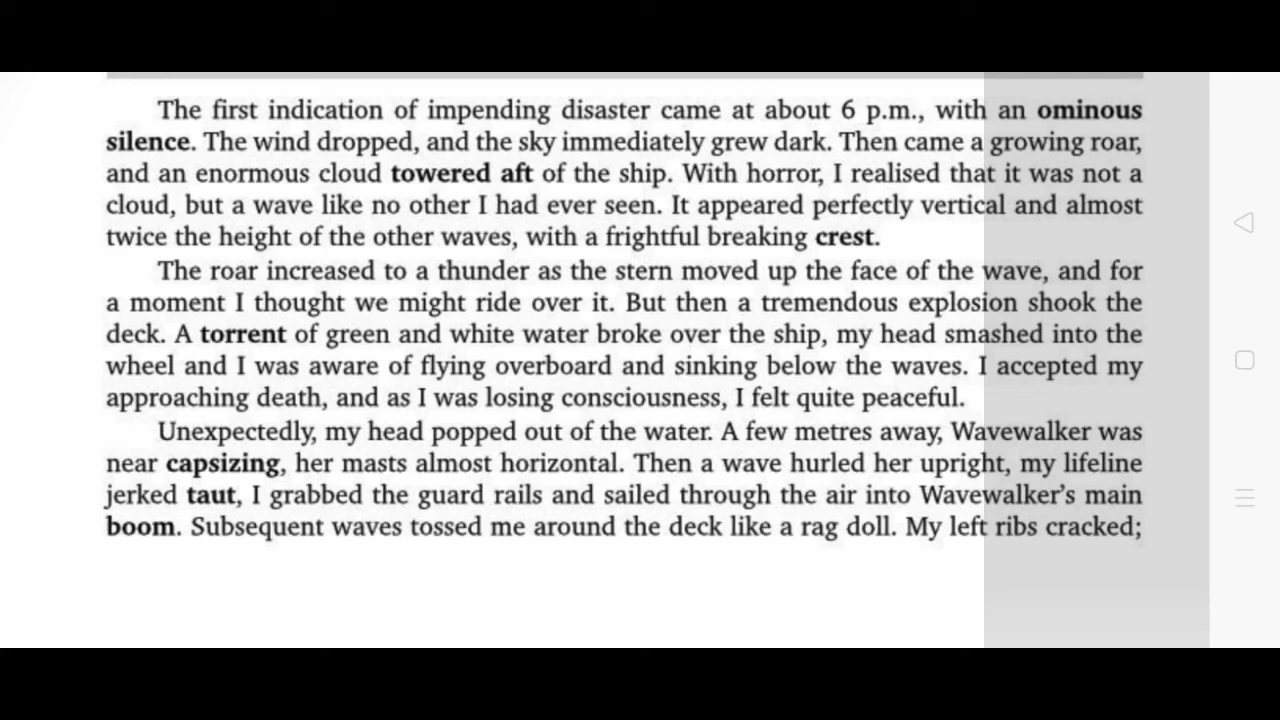 The first indication of impending disaster came at about 6 p.m., with an ominous
silence. The wind dropped, and the sky immediately grew dark. Then came a growing roar,
and an enormous cloud towered aft of the ship. With horror, I realised that it was not a
cloud, but a wave like no other I had ever seen. It appeared perfectly vertical and almost
twice the height of the other waves, with a frightful breaking crest.
The roar increased to a thunder as the stern moved up the face of the wave, and for
a moment I thought we might ride over it. But then a tremendous explosion shook the
deck. A torrent of green and white water broke over the ship, my head smashed into the
wheel and I was aware of flying overboard and sinking below the waves. I accepted my
approaching death, and as I was losing consciousness, I felt quite peaceful.
Unexpectedly, my head popped out of the water. A few metres away, Wavewalker was
near capsizing, her masts almost horizontal. Then a wave hurled her upright, my lifeline
jerked taut, I grabbed the guard rails and sailed through the air into Wavewalker's main
boom. Subsequent waves tossed me around the deck like a rag doll. My left ribs cracked;